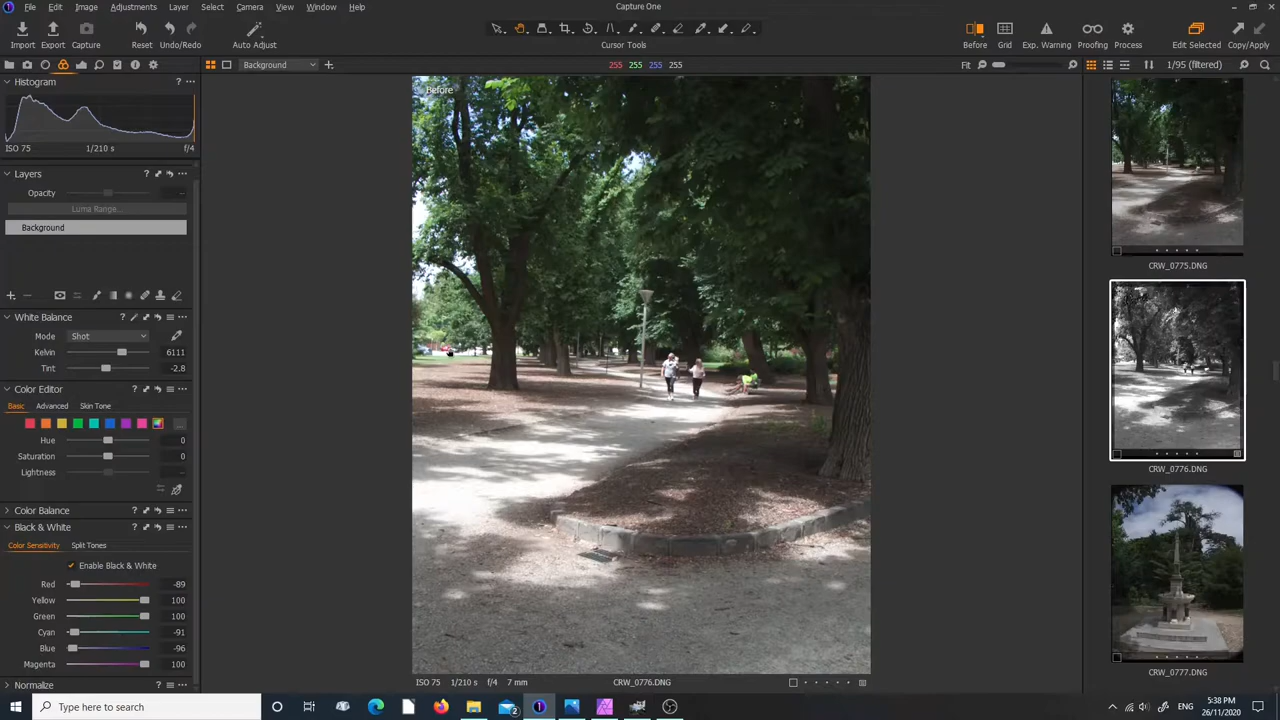 File Edit Image Adjustments Layer Select Camera View Window Help
Capture One
Import Export Capture
Reset Undo/Redo Auto Adjust
Cursor Tools
Before Grid Exp. Warning Proofing Process
Edit Selected Copy/Apply
Background
255 255 255 255
Fit
1/95 (filtered)
Histogram
ISO 75 1/210 s f/4
Layers
Opacity
Luma Range...
Background
White Balance
Mode Shot
Kelvin 6111
Tint -2.8
Color Editor
Basic Advanced Skin Tone
Hue 0
Saturation 0
Lightness
Color Balance
Black & White
Color Sensitivity Split Tones
Enable Black & White
Red -89
Yellow 100
Green 100
Cyan -91
Blue -96
Magenta 100
Normalize
Before
ISO 75 1/210 s f/4 7 mm CRW_0776.DNG
CRW_0775.DNG
CRW_0776.DNG
CRW_0777.DNG
Type here to search
ENG
5:38 PM
26/11/2020